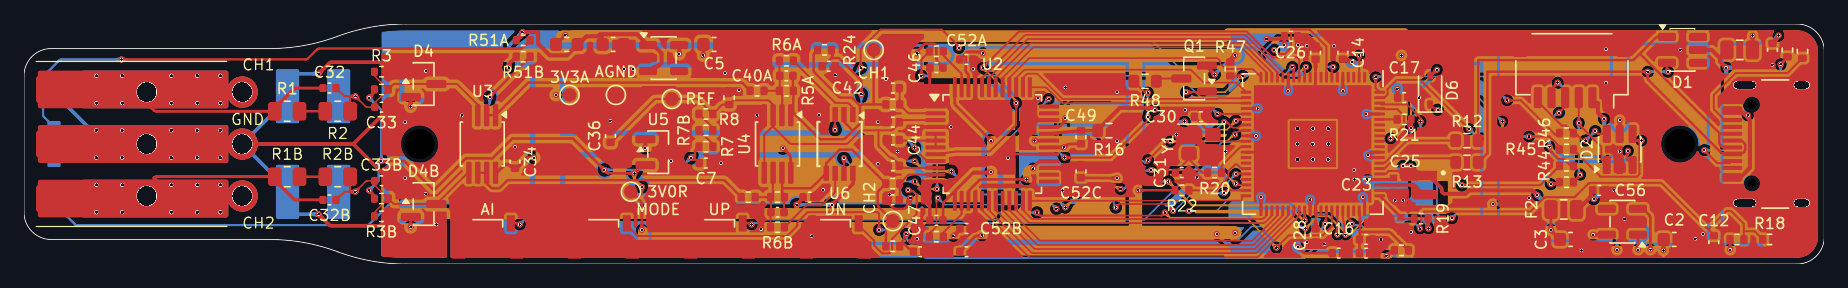 R51A
R51B
3V3A
AGND
C5
R6A
R24
C52A
Q1
R47
C26
C14
R3
D4
CH1
C32
R1
C33
R2
GND
R1B
R2B
C33B
D4B
C32B
R3B
CH2
U3
C34
AI
C36
U5
REF
C40A
R5A
C42
CH1
C46
U2
R7B
R8
R7
U4
C7
3V0R
MODE
UP
R6B
U6
DN
CH2
C47
C44
C52B
C52C
C49
R16
R48
C30
C31
R20
R22
C28
C16
C23
C25
R21
C17
D6
R12
R13
R19
R45
R46
R44
D2
D1
F2
C3
C56
C2
C12
R18